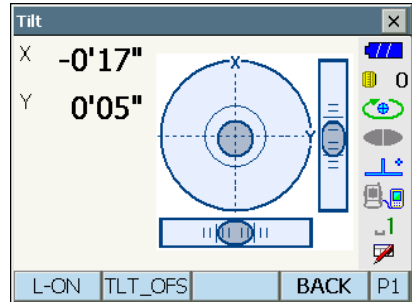 Tilt
X -0'17"
0
Y 0'05"
X
Y
1
L-ON TLT_OFS BACK P1